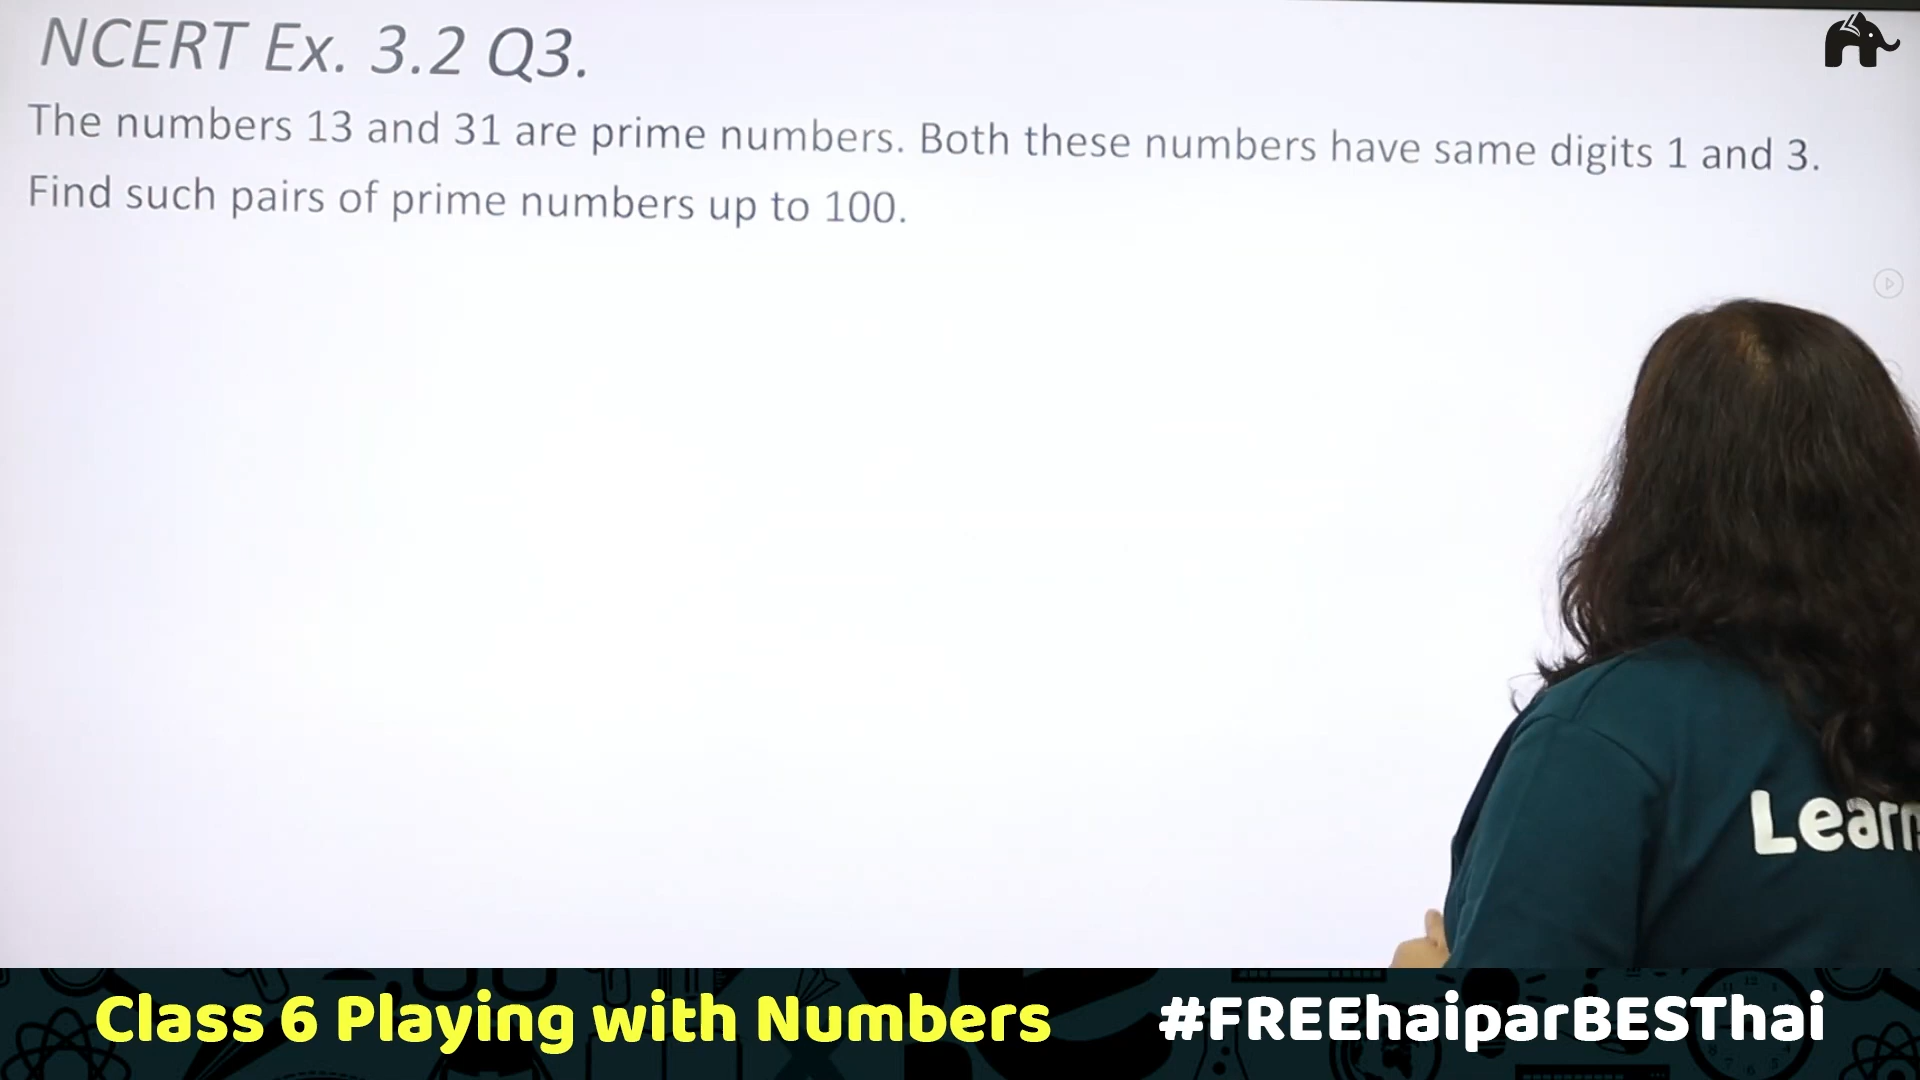 NCERT Ex. 3.2 Q3.
The numbers 13 and 31 are prime numbers. Both these numbers have same digits 1 and 3.
Find such pairs of prime numbers up to 100.
Learn
Class 6 Playing with Numbers #FREEhaiparBESThai